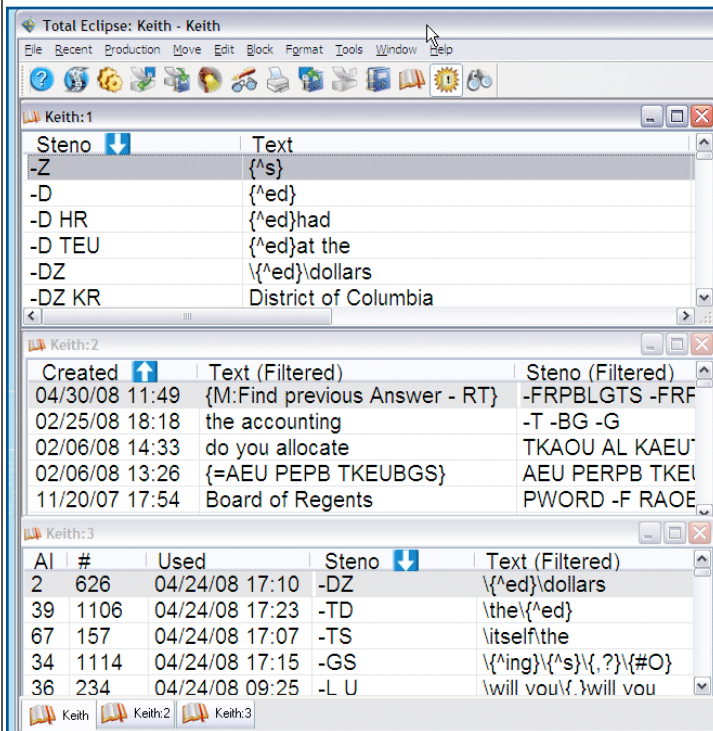 Total Eclipse: Keith - Keith
File Recent Production Move Edit Block Format Tools Window Help
Keith:1
Steno Text
-Z {^s}
-D {^ed}
-D HR {^ed}had
-D TEU {^ed}at the
-DZ \{^ed}\dollars
-DZ KR District of Columbia
Keith:2
Created Text (Filtered) Steno (Filtered)
04/30/08 11:49 {M:Find previous Answer - RT} -FRPBLGTS -FRF
02/25/08 18:18 the accounting -T -BG -G
02/06/08 14:33 do you allocate TKAOU AL KAEUT
02/06/08 13:26 {=AEU PEPB TKEUBGS} AEU PERPB TKEU
11/20/07 17:54 Board of Regents PWORD -F RAOE
Keith:3
AI # Used Steno Text (Filtered)
2 626 04/24/08 17:10 -DZ \{^ed}\dollars
39 1106 04/24/08 17:23 -TD \the\{^ed}
67 157 04/24/08 17:07 -TS \itself\the
34 1114 04/24/08 17:15 -GS \{^ing}\{^s}\{,?}\{#O}
36 234 04/24/08 09:25 -L U \will you\{.}will you
Keith Keith:2 Keith:3